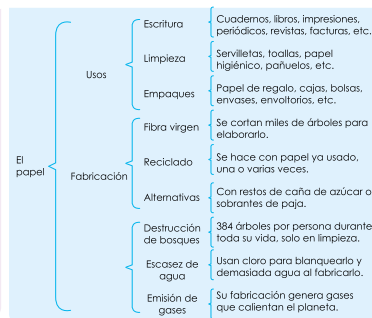 El
papel
Usos
Escritura
Cuadernos, libros, impresiones,
periódicos, revistas, facturas, etc.
Limpieza
Servilletas, toallas, papel
higiénico, pañuelos, etc.
Empaques
Papel de regalo, cajas, bolsas,
envases, envoltorios, etc.
Fabricación
Fibra virgen
Se cortan miles de árboles para
elaborarlo.
Reciclado
Se hace con papel ya usado,
una o varias veces.
Alternativas
Con restos de caña de azúcar o
sobrantes de paja.
Destrucción
de bosques
384 árboles por persona durante
toda su vida, solo en limpieza.
Escasez de
agua
Usan cloro para blanquearlo y
demasiada agua al fabricarlo.
Emisión de
gases
Su fabricación genera gases
que calientan el planeta.